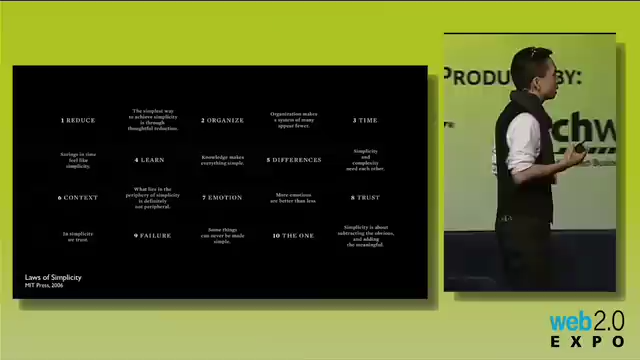 1 REDUCE
The simplest way
to achieve simplicity
is through
thoughtful reduction.
2 ORGANIZE
Organization makes
a system of many
appear fewer.
3 TIME
Savings in time
feel like
simplicity.
4 LEARN
Knowledge makes
everything simple.
5 DIFFERENCES
Simplicity
and
complexity
need each other.
6 CONTEXT
What lies in the
periphery of simplicity
is definitely
not peripheral.
7 EMOTION
More emotions
are better than less
8 TRUST
In simplicity
we trust.
9 FAILURE
Some things
can never be made
simple.
10 THE ONE
Simplicity is about
subtracting the obvious,
and adding
the meaningful.
Laws of Simplicity
MIT Press, 2006
PRODU BY:
chw
Busines
web2.0
EXPO